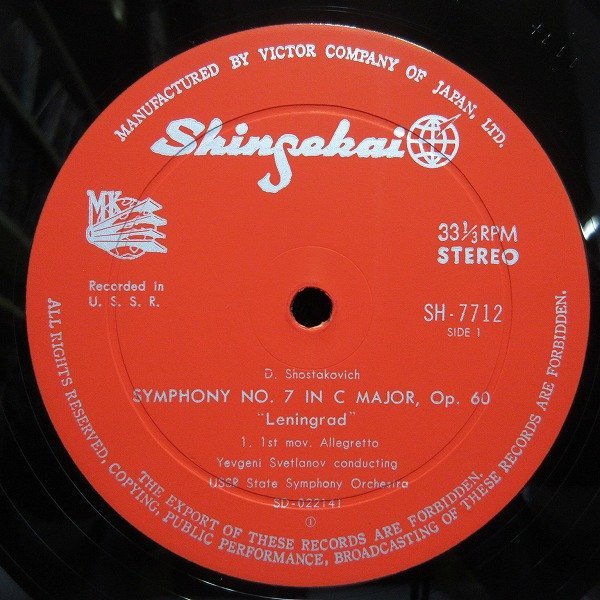 MANUFACTURED BY VICTOR COMPANY OF JAPAN, LTD.
Shinsekai
MK
33⅓ RPM
STEREO
Recorded in
U. S. S. R.
SH-7712
SIDE 1
D. Shostakovich
SYMPHONY NO. 7 IN C MAJOR, Op. 60
"Leningrad"
1. 1st mov. Allegretto
Yevgeni Svetlanov conducting
USSR State Symphony Orchestra
SD-022141
①
ALL RIGHTS RESERVED, COPYING, PUBLIC PERFORMANCE, BROADCASTING OF THESE RECORDS ARE FORBIDDEN.
THE EXPORT OF THESE RECORDS ARE FORBIDDEN.